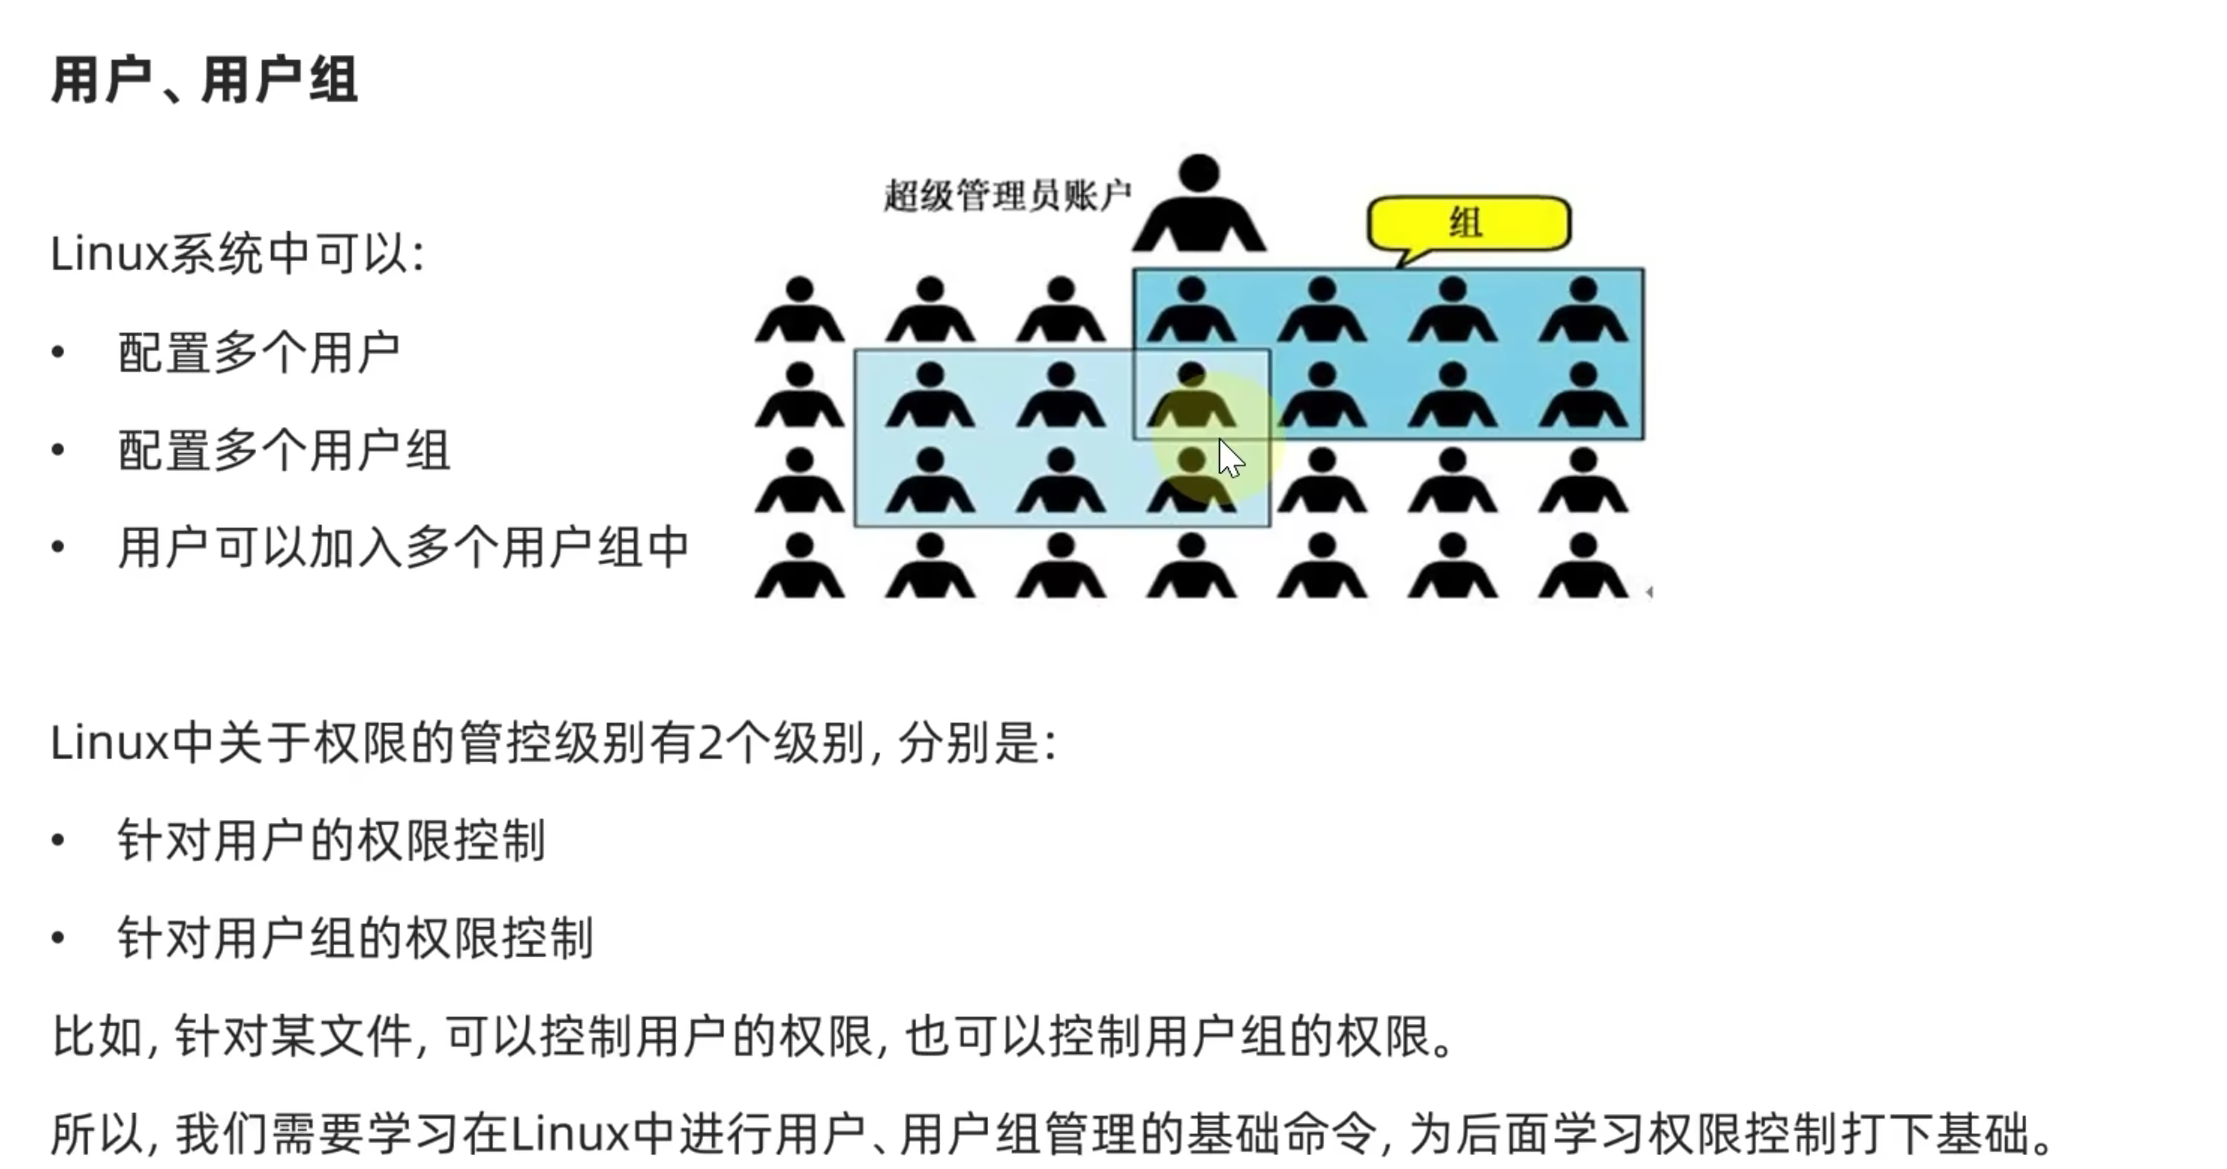 用户、用户组
超级管理员账户
组
Linux系统中可以：
• 配置多个用户
• 配置多个用户组
• 用户可以加入多个用户组中
Linux中关于权限的管控级别有2个级别，分别是：
• 针对用户的权限控制
• 针对用户组的权限控制
比如，针对某文件，可以控制用户的权限，也可以控制用户组的权限。
所以，我们需要学习在Linux中进行用户、用户组管理的基础命令，为后面学习权限控制打下基础。